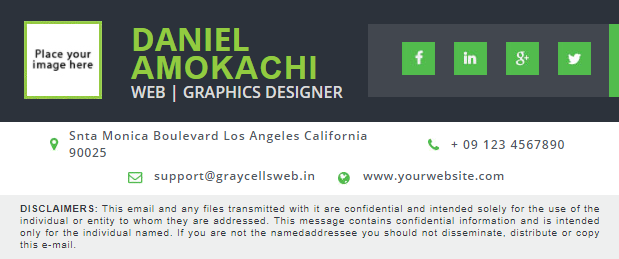 Place your
image here
DANIEL
AMOKACHI
WEB | GRAPHICS DESIGNER
f
in
g+
Snta Monica Boulevard Los Angeles California
90025
+ 09 123 4567890
support@graycellsweb.in
www.yourwebsite.com
DISCLAIMERS: This email and any files transmitted with it are confidential and intended solely for the use of the
individual or entity to whom they are addressed. This message contains confidential information and is intended
only for the individual named. If you are not the namedaddressee you should not disseminate, distribute or copy
this e-mail.